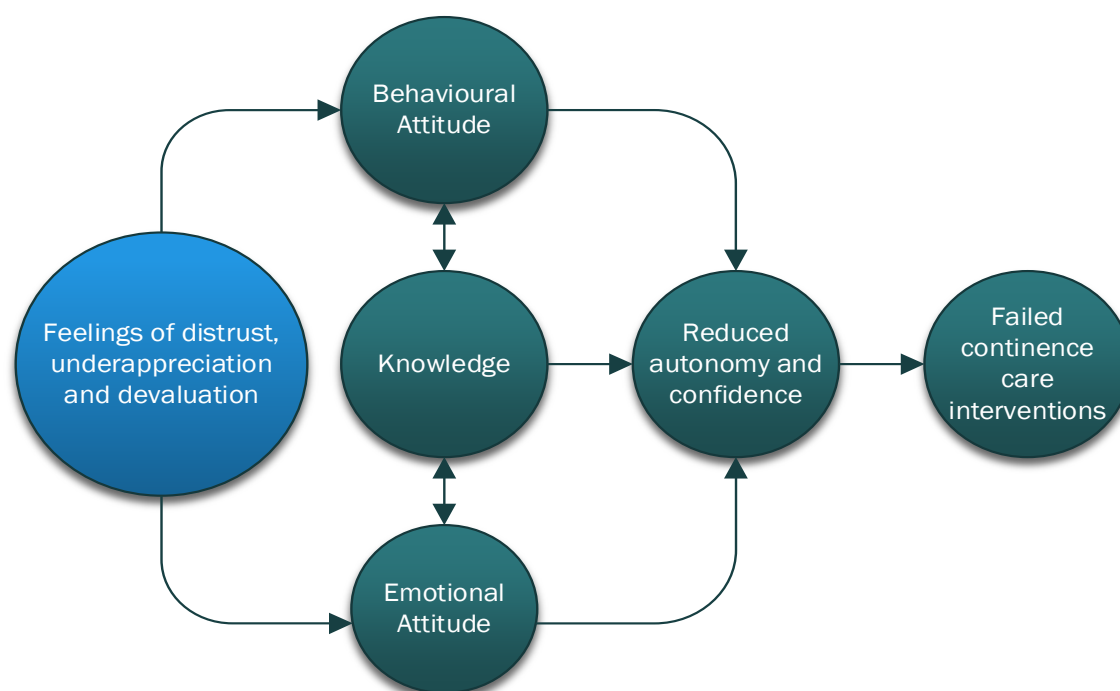 Behavioural
Attitude
Feelings of distrust,
underappreciation
and devaluation
Knowledge
Reduced
autonomy and
confidence
Failed
continence
care
interventions
Emotional
Attitude